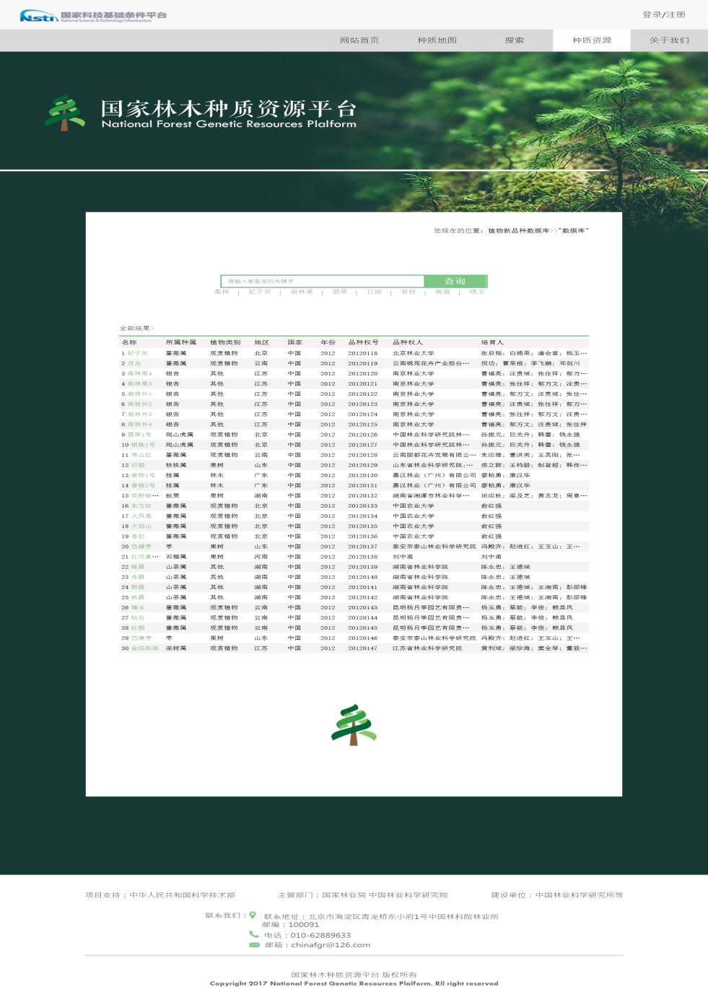 Nsti 国家科技基础条件平台
National Science & Technology Infrastructure
登录/注册
网站首页 种质地图 搜索 种质资源 关于我们
国家林木种质资源平台
National Forest Genetic Resources Plalform
您现在的位置：植物新品种数据库>>"数据库"
请输入要查询的关键字 查询
桑树 | 妃子笑 | 南林果 | 翡翠 | 日丽 | 普桉 | 晚霞 | 璞玉
全部结果>
名称 所属种属 植物类别 地区 国家 年份 品种权号 品种权人 培育人
1 妃子笑 蔷薇属 观赏植物 北京 中国 2012 20120118 北京林业大学 张启翔；白锦荣；潘会堂；杨玉…
2 月光 蔷薇属 观赏植物 云南 中国 2012 20120119 云南锦苑花卉产业股份… 倪功；曹荣根；李飞鹏；邓剑川
3 南林果4 银杏 其他 江苏 中国 2012 20120120 南京林业大学 曹福亮；汪贵斌；张往祥；郁万…
4 南林果5 银杏 其他 江苏 中国 2012 20120121 南京林业大学 曹福亮；张往祥；郁万文；汪贵…
5 南林外1 银杏 其他 江苏 中国 2012 20120122 南京林业大学 曹福亮；郁万文；汪贵斌；张往…
6 南林外2 银杏 其他 江苏 中国 2012 20120123 南京林业大学 曹福亮；汪贵斌；张往祥；郁万…
7 南林外3 银杏 其他 江苏 中国 2012 20120124 南京林业大学 曹福亮；张往祥；郁万文；汪贵…
8 南林外4 银杏 其他 江苏 中国 2012 20120125 南京林业大学 曹福亮；郁万文；汪贵斌；张往祥
9 翡翠1号 爬山虎属 观赏植物 北京 中国 2012 20120126 中国林业科学研究院林… 孙振元；巨关升；韩蕾；钱永强
10 银脉1号 爬山虎属 观赏植物 北京 中国 2012 20120127 中国林业科学研究院林… 孙振元；巨关升；韩蕾；钱永强
11 秀山红 蔷薇属 观赏植物 云南 中国 2012 20120128 云南丽都花卉发展有限公… 朱应雄；蹇洪英；王其刚；张…
12 日丽 核桃属 果树 山东 中国 2012 20120129 山东省林业科学研究院;… 侯立群；王钧毅；赵登超；韩传…
13 普桉1号 桉属 林木 广东 中国 2012 20120130 嘉汉林业（广州）有限公司 廖柏勇；康汉华
14 普桉2号 桉属 林木 广东 中国 2012 20120131 嘉汉林业（广州）有限公司 廖柏勇；康汉华
15 花桥板… 板栗 果树 湖南 中国 2012 20120132 湖南省湘潭市林业科学… 田应秋；梁及芝；黄志龙；周章…
16 东方红 蔷薇属 观赏植物 北京 中国 2012 20120133 中国农业大学 俞红强
17 火凤凰 蔷薇属 观赏植物 北京 中国 2012 20120134 中国农业大学 俞红强
18 火焰山 蔷薇属 观赏植物 北京 中国 2012 20120135 中国农业大学 俞红强
19 香妃 蔷薇属 观赏植物 北京 中国 2012 20120136 中国农业大学 俞红强
20 岱健枣 枣 果树 山东 中国 2012 20120137 泰安市泰山林业科学研究院 冯殿齐；赵进红；王玉山；王…
21 红双喜… 石榴属 果树 河南 中国 2012 20120138 刘中甫 刘中甫
22 晚霞 山茶属 其他 湖南 中国 2012 20120139 湖南省林业科学院 陈永忠；王德斌
23 赤霞 山茶属 其他 湖南 中国 2012 20120140 湖南省林业科学院 陈永忠；王德斌
24 朝霞 山茶属 其他 湖南 中国 2012 20120141 湖南省林业科学院 陈永忠；王德斌；王湘南；彭邵锋
25 秋霞 山茶属 其他 湖南 中国 2012 20120142 湖南省林业科学院 陈永忠；王德斌；王湘南；彭邵锋
26 璞玉 蔷薇属 观赏植物 云南 中国 2012 20120143 昆明杨月季园艺有限责… 杨玉勇；蔡能；李俊；赖显凤
27 钻石 蔷薇属 观赏植物 云南 中国 2012 20120144 昆明杨月季园艺有限责… 杨玉勇；蔡能；李俊；赖显凤
28 红颜 蔷薇属 观赏植物 云南 中国 2012 20120145 昆明杨月季园艺有限责… 杨玉勇；蔡能；李俊；赖显凤
29 岱康枣 枣 果树 山东 中国 2012 20120146 泰安市泰山林业科学研究院 冯殿齐；赵进红；王玉山；王…
30 金焰彩栾 栾树属 观赏植物 江苏 中国 2012 20120147 江苏省林业科学研究院 黄利斌；梁珍海；窦全琴；董筱…
项目支持：中华人民共和国科学技术部 主管部门：国家林业局 中国林业科学研究院 建设单位：中国林业科学研究所等
联系我们： 联系地址：北京市海淀区青龙桥东小府1号中国林科院林业所
邮编：100091
电话：010-62889633
邮箱：chinafgr@126.com
国家林木种质资源平台 版权所有
Copyright 2017 National Forest Genetic Resources Plalform. Rll right reserved